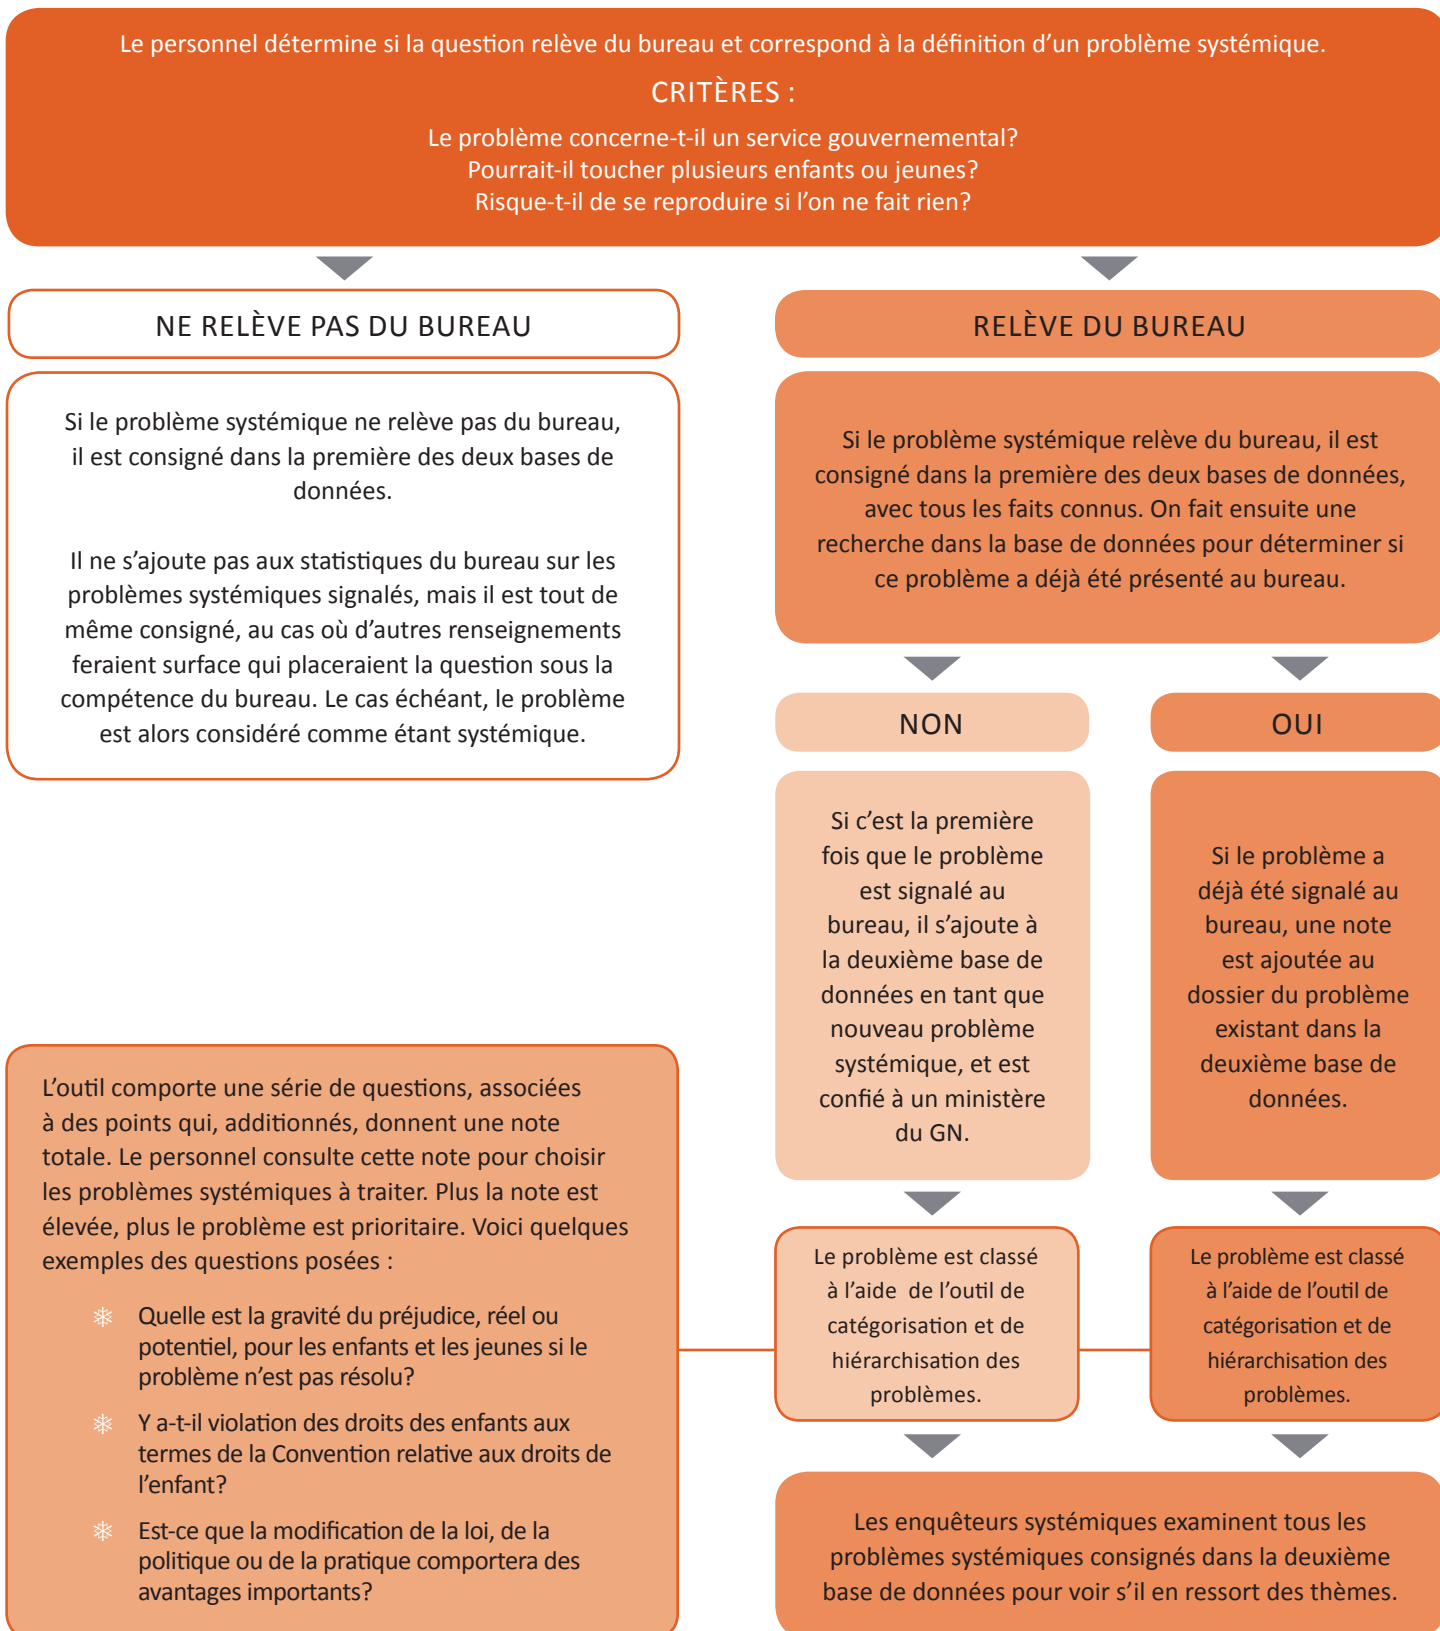 Le personnel détermine si la question relève du bureau et correspond à la définition d’un problème systémique.
CRITÈRES :
Le problème concerne-t-il un service gouvernemental?
Pourrait-il toucher plusieurs enfants ou jeunes?
Risque-t-il de se reproduire si l’on ne fait rien?
NE RELÈVE PAS DU BUREAU
Si le problème systémique ne relève pas du bureau,
il est consigné dans la première des deux bases de
données.
Il ne s’ajoute pas aux statistiques du bureau sur les
problèmes systémiques signalés, mais il est tout de
même consigné, au cas où d’autres renseignements
feraient surface qui placeraient la question sous la
compétence du bureau. Le cas échéant, le problème
est alors considéré comme étant systémique.
RELÈVE DU BUREAU
Si le problème systémique relève du bureau, il est
consigné dans la première des deux bases de données,
avec tous les faits connus. On fait ensuite une
recherche dans la base de données pour déterminer si
ce problème a déjà été présenté au bureau.
NON
Si c’est la première
fois que le problème
est signalé au
bureau, il s’ajoute à
la deuxième base de
données en tant que
nouveau problème
systémique, et est
confié à un ministère
du GN.
OUI
Si le problème a
déjà été signalé au
bureau, une note
est ajoutée au
dossier du problème
existant dans la
deuxième base de
données.
L’outil comporte une série de questions, associées
à des points qui, additionnés, donnent une note
totale. Le personnel consulte cette note pour choisir
les problèmes systémiques à traiter. Plus la note est
élevée, plus le problème est prioritaire. Voici quelques
exemples des questions posées :
Quelle est la gravité du préjudice, réel ou
potentiel, pour les enfants et les jeunes si le
problème n’est pas résolu?
Y a-t-il violation des droits des enfants aux
termes de la Convention relative aux droits de
l’enfant?
Est-ce que la modification de la loi, de la
politique ou de la pratique comportera des
avantages importants?
Le problème est classé
à l’aide de l’outil de
catégorisation et de
hiérarchisation des
problèmes.
Le problème est classé
à l’aide de l’outil de
catégorisation et de
hiérarchisation des
problèmes.
Les enquêteurs systémiques examinent tous les
problèmes systémiques consignés dans la deuxième
base de données pour voir s’il en ressort des thèmes.